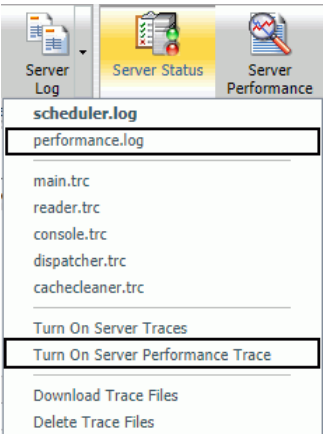 Server Log
Server Status
Server Performance
scheduler.log
performance.log
main.trc
reader.trc
console.trc
dispatcher.trc
cachecleaner.trc
Turn On Server Traces
Turn On Server Performance Trace
Download Trace Files
Delete Trace Files